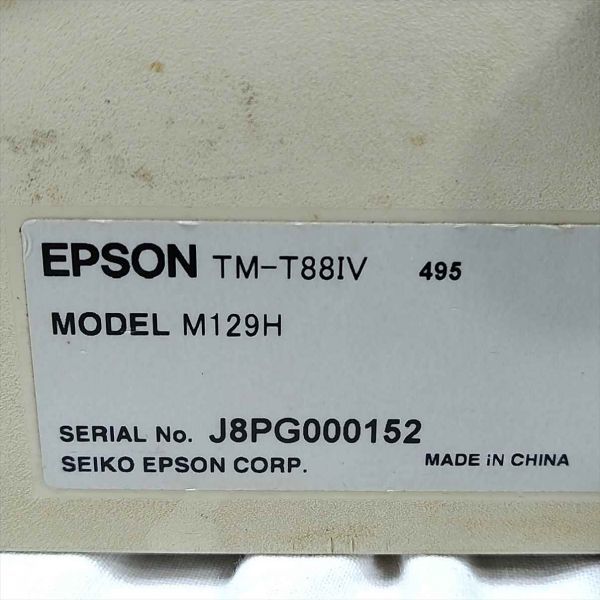 EPSON TM-T88IV 495
MODEL M129H
SERIAL No. J8PG000152
SEIKO EPSON CORP. MADE IN CHINA